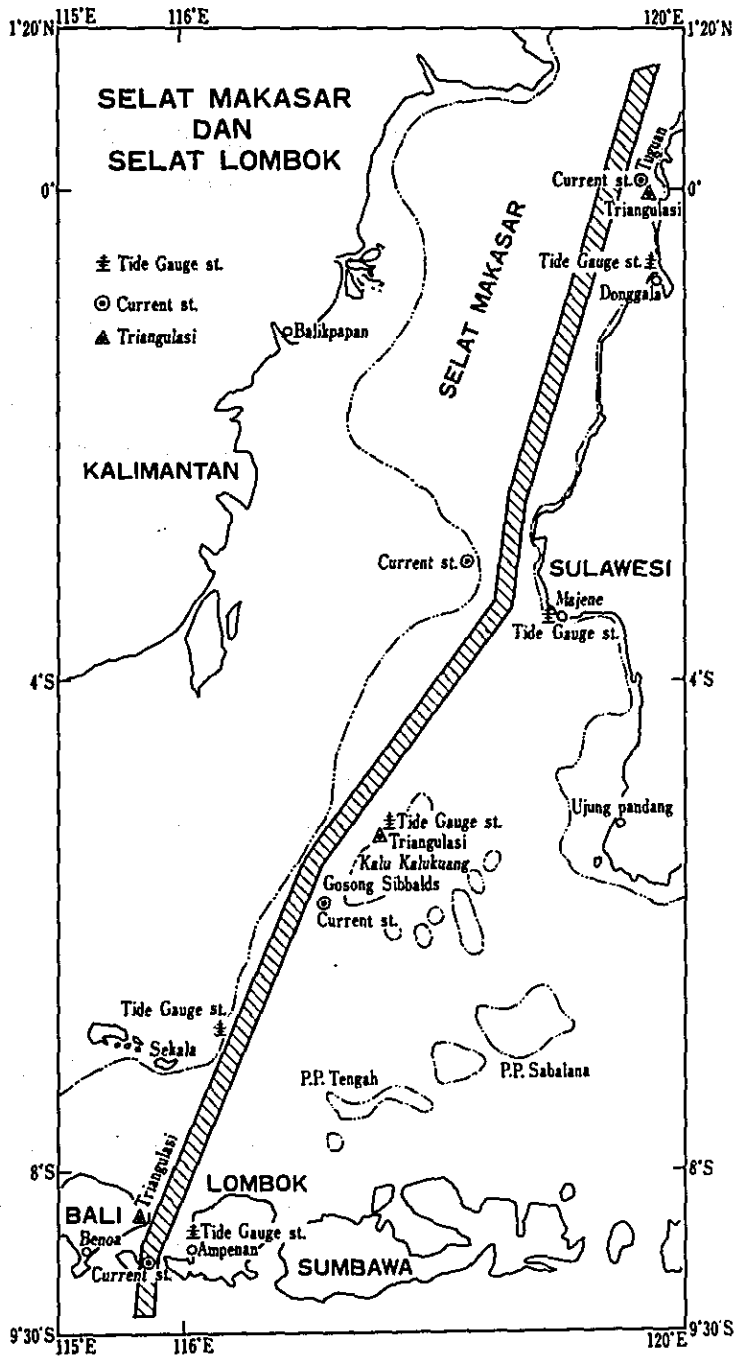 115°E
116°E
120°E
1°20'N
1°20'N
SELAT MAKASAR
DAN
SELAT LOMBOK
Tuguan
Current st.
0°
0°
Triangulasi
Tide Gauge st.
Tide Gauge st.
Donggala
Current st.
Triangulasi
Balikpapan
SELAT MAKASAR
KALIMANTAN
Current st.
SULAWESI
Majene
Tide Gauge st.
4°S
4°S
Ujung pandang
Tide Gauge st.
Triangulasi
Kalu Kalukuang
Gosong Sibbalds
Current st.
Tide Gauge st.
Sekala
P.P. Tengah
P.P. Sabalana
8°S
8°S
Triangulasi
LOMBOK
BALI
Benoa
Tide Gauge st.
Ampenan
Current st.
SUMBAWA
9°30'S
9°30'S
115°E
116°E
120°E